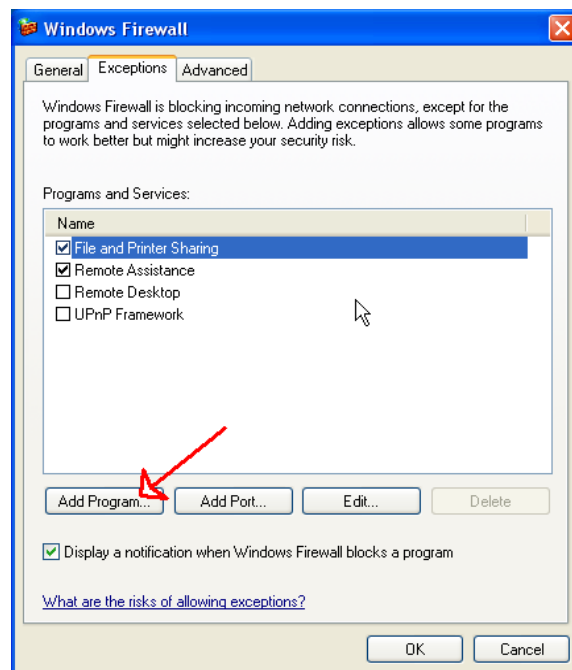 Windows Firewall
General Exceptions Advanced
Windows Firewall is blocking incoming network connections, except for the
programs and services selected below. Adding exceptions allows some programs
to work better but might increase your security risk.
Programs and Services:
Name
File and Printer Sharing
Remote Assistance
Remote Desktop
UPnP Framework
Add Program... Add Port... Edit... Delete
Display a notification when Windows Firewall blocks a program
What are the risks of allowing exceptions?
OK Cancel